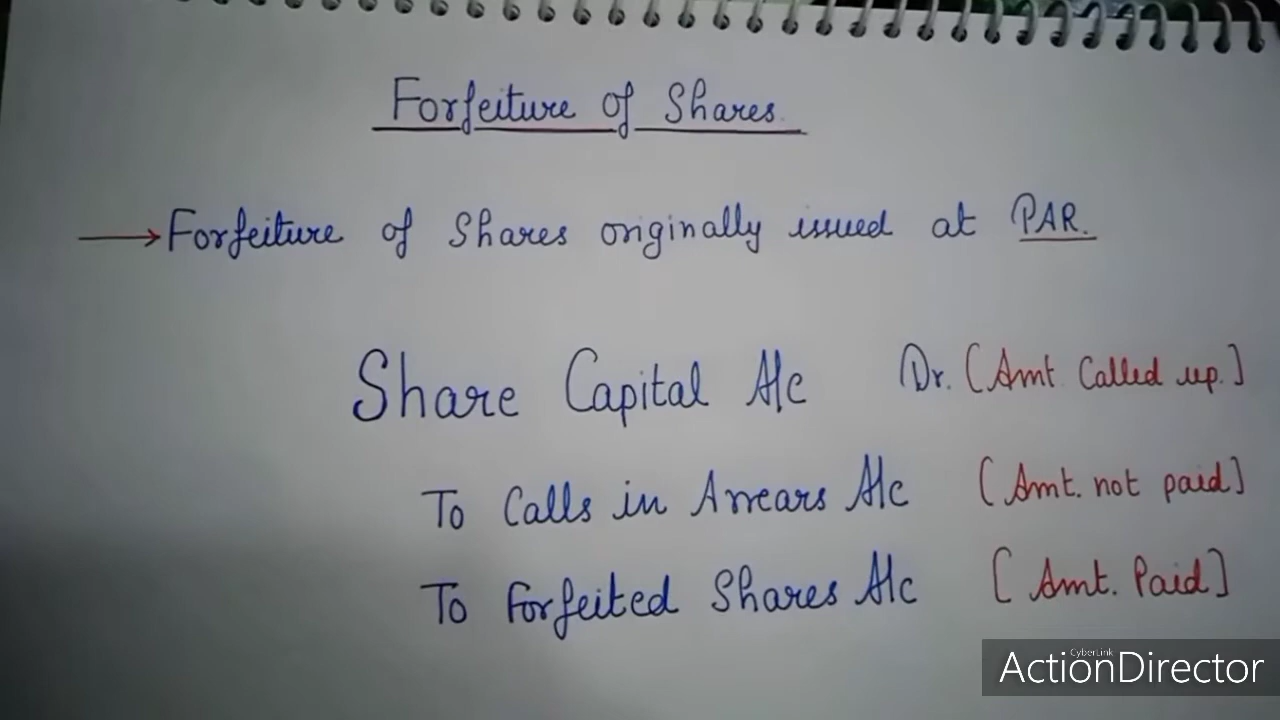 Forfeiture of Shares
Forfeiture of Shares originally issued at PAR.
Share Capital A/c Dr. [Amt Called up.]
To Calls in Arrears A/c [Amt. not paid]
To Forfeited Shares A/c [Amt. Paid]
CyberLink
ActionDirector